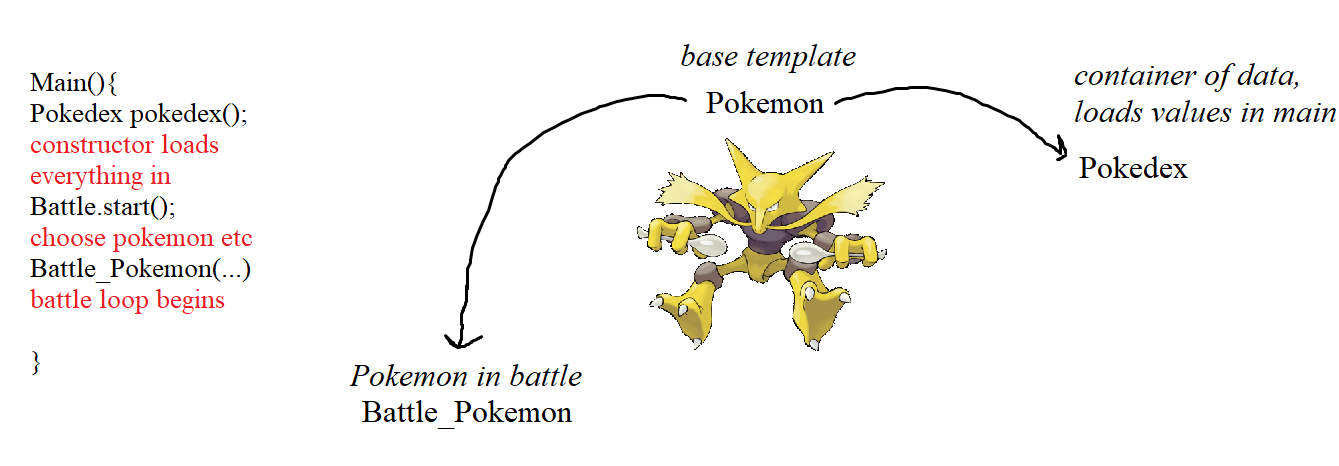 Main(){
Pokedex pokedex();
constructor loads
everything in
Battle.start();
choose pokemon etc
Battle_Pokemon(...)
battle loop begins
}
base template
Pokemon
container of data,
loads values in main
Pokedex
Pokemon in battle
Battle_Pokemon